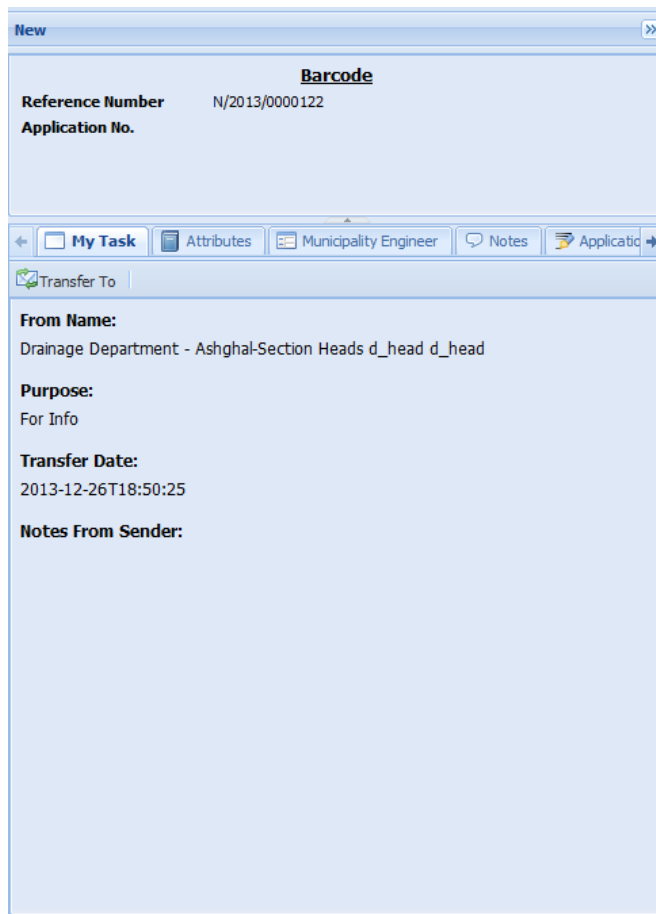 New
Barcode
Reference Number N/2013/0000122
Application No.
My Task Attributes Municipality Engineer Notes Applicatio
Transfer To
From Name:
Drainage Department - Ashghal-Section Heads d_head d_head
Purpose:
For Info
Transfer Date:
2013-12-26T18:50:25
Notes From Sender: